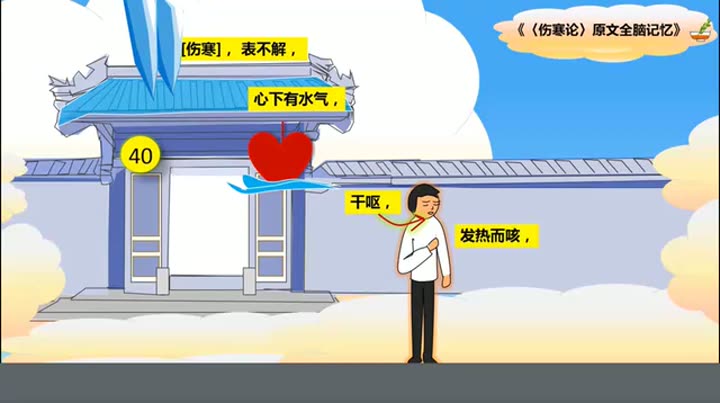 《〈伤寒论〉原文全脑记忆》
[伤寒]，表不解，
心下有水气，
40
干呕，
发热而咳，